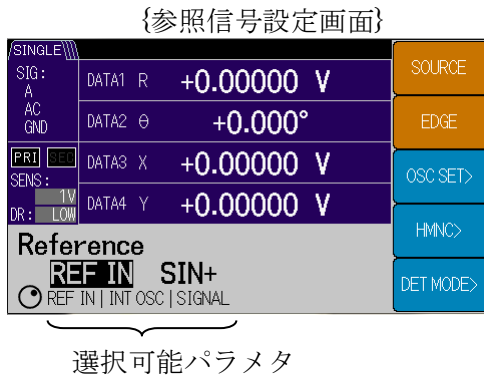 {参照信号設定画面}
SINGLE
SIG:
A
AC
GND
PRI SEC
SENS:
1V
DR: LOW
DATA1 R +0.00000 V
DATA2 θ +0.000°
DATA3 X +0.00000 V
DATA4 Y +0.00000 V
Reference
REF IN SIN+
REF IN | INT OSC | SIGNAL
SOURCE
EDGE
OSC SET>
HMNC>
DET MODE>
選択可能パラメタ